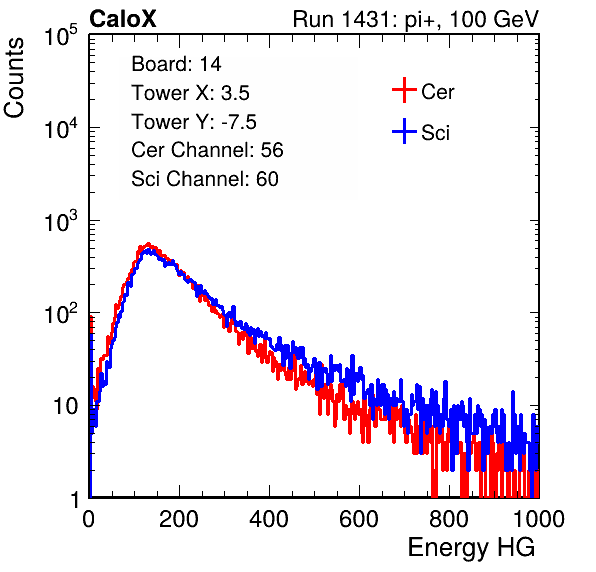 CaloX Run 1431: pi+, 100 GeV
Counts
Board: 14
Tower X: 3.5
Tower Y: -7.5
Cer Channel: 56
Sci Channel: 60
Cer
Sci
10^5
10^4
10^3
10^2
10
1
0 200 400 600 800 1000
Energy HG